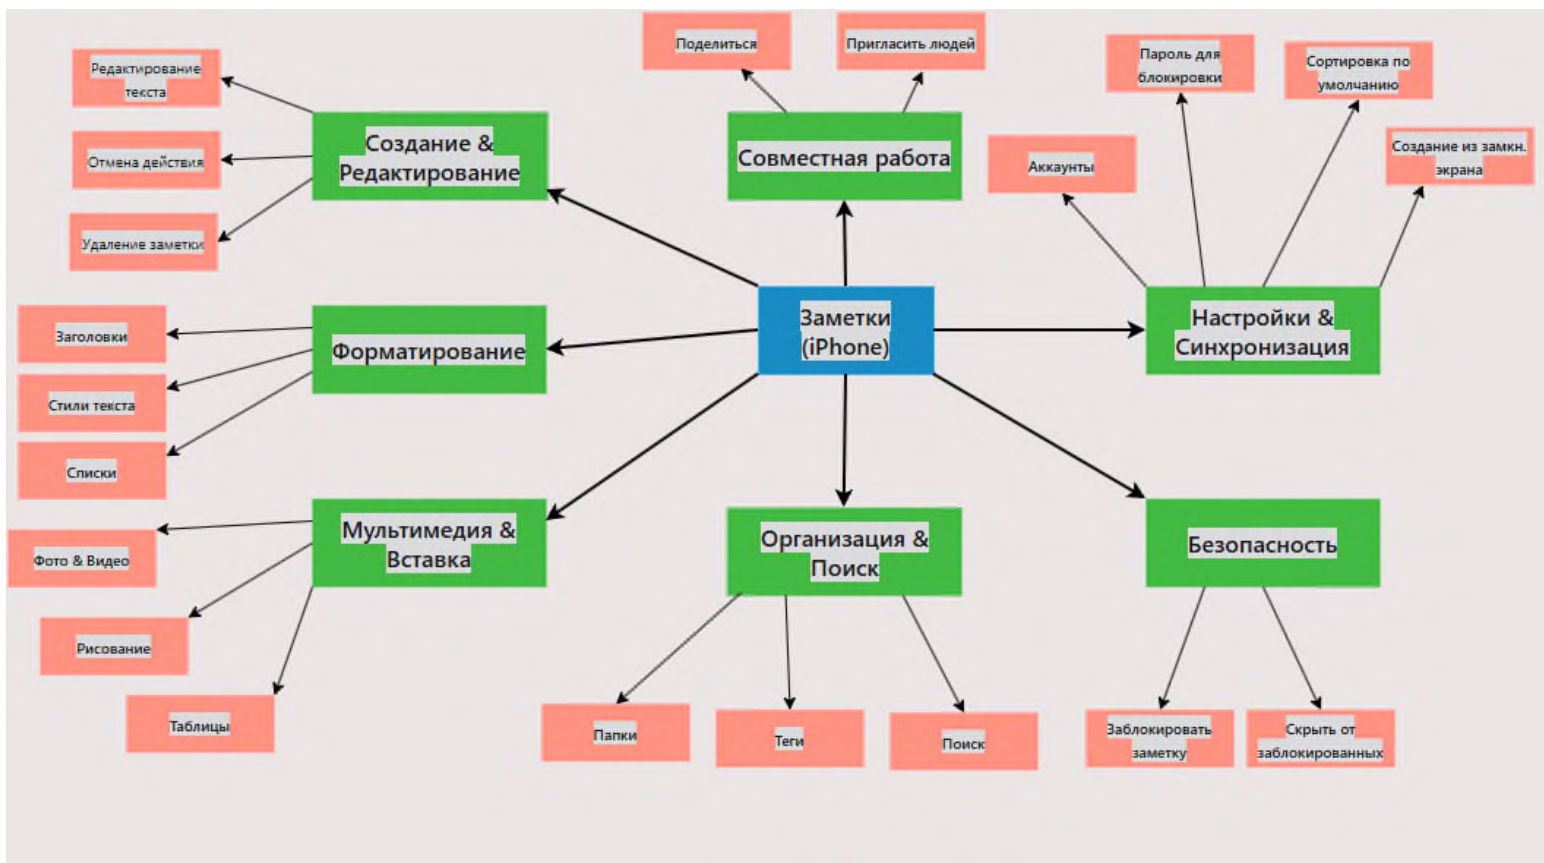 Поделиться
Пригласить людей
Редактирование
текста
Пароль для
блокировки
Сортировка по
умолчанию
Создание &
Редактирование
Совместная работа
Отмена действия
Аккаунты
Создание из замкн.
экрана
Удаление заметки
Заметки
(iPhone)
Настройки &
Синхронизация
Заголовки
Форматирование
Стили текста
Списки
Мультимедия &
Вставка
Организация &
Поиск
Безопасность
Фото & Видео
Рисование
Таблицы
Папки
Теги
Поиск
Заблокировать
заметку
Скрыть от
заблокированных